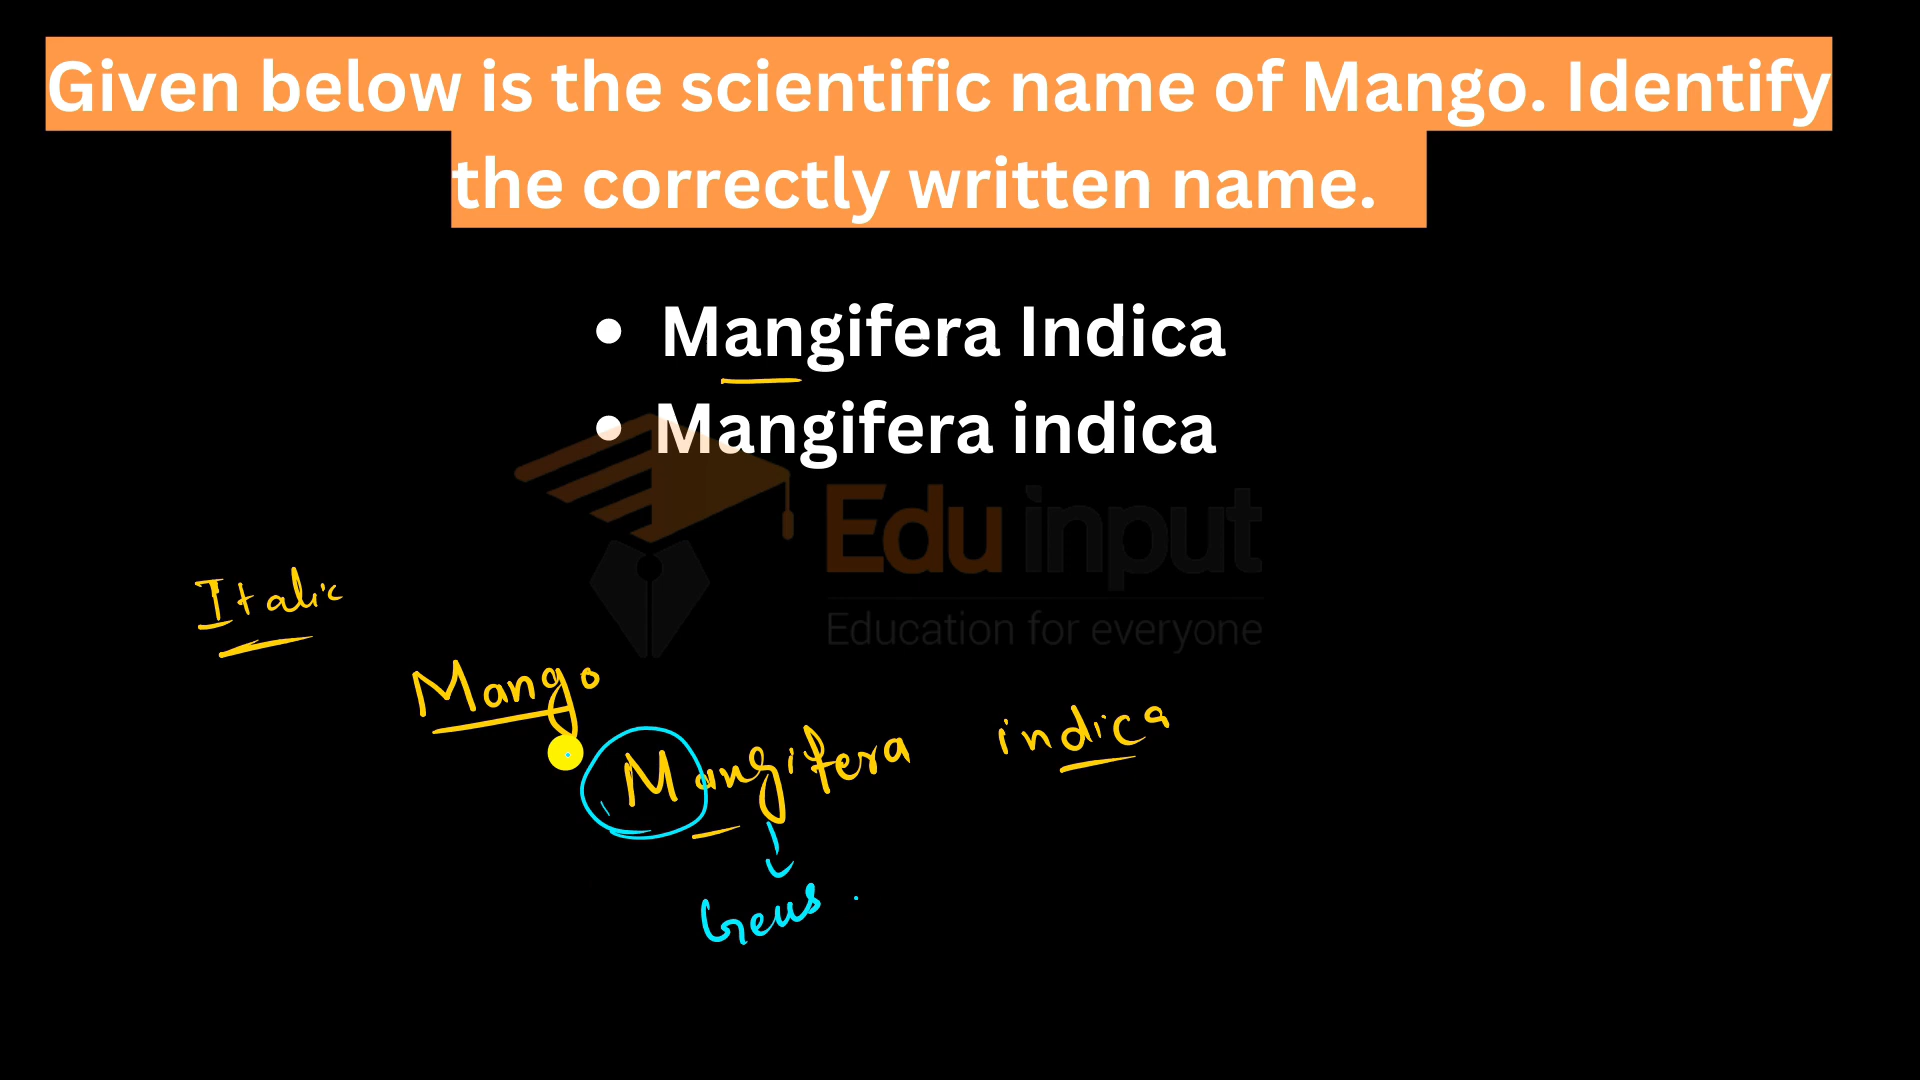 Given below is the scientific name of Mango. Identify
the correctly written name.
• Mangifera Indica
• Mangifera indica
Edu input
Education for everyone
Italic
Mango
Mangifera indica
Geus.